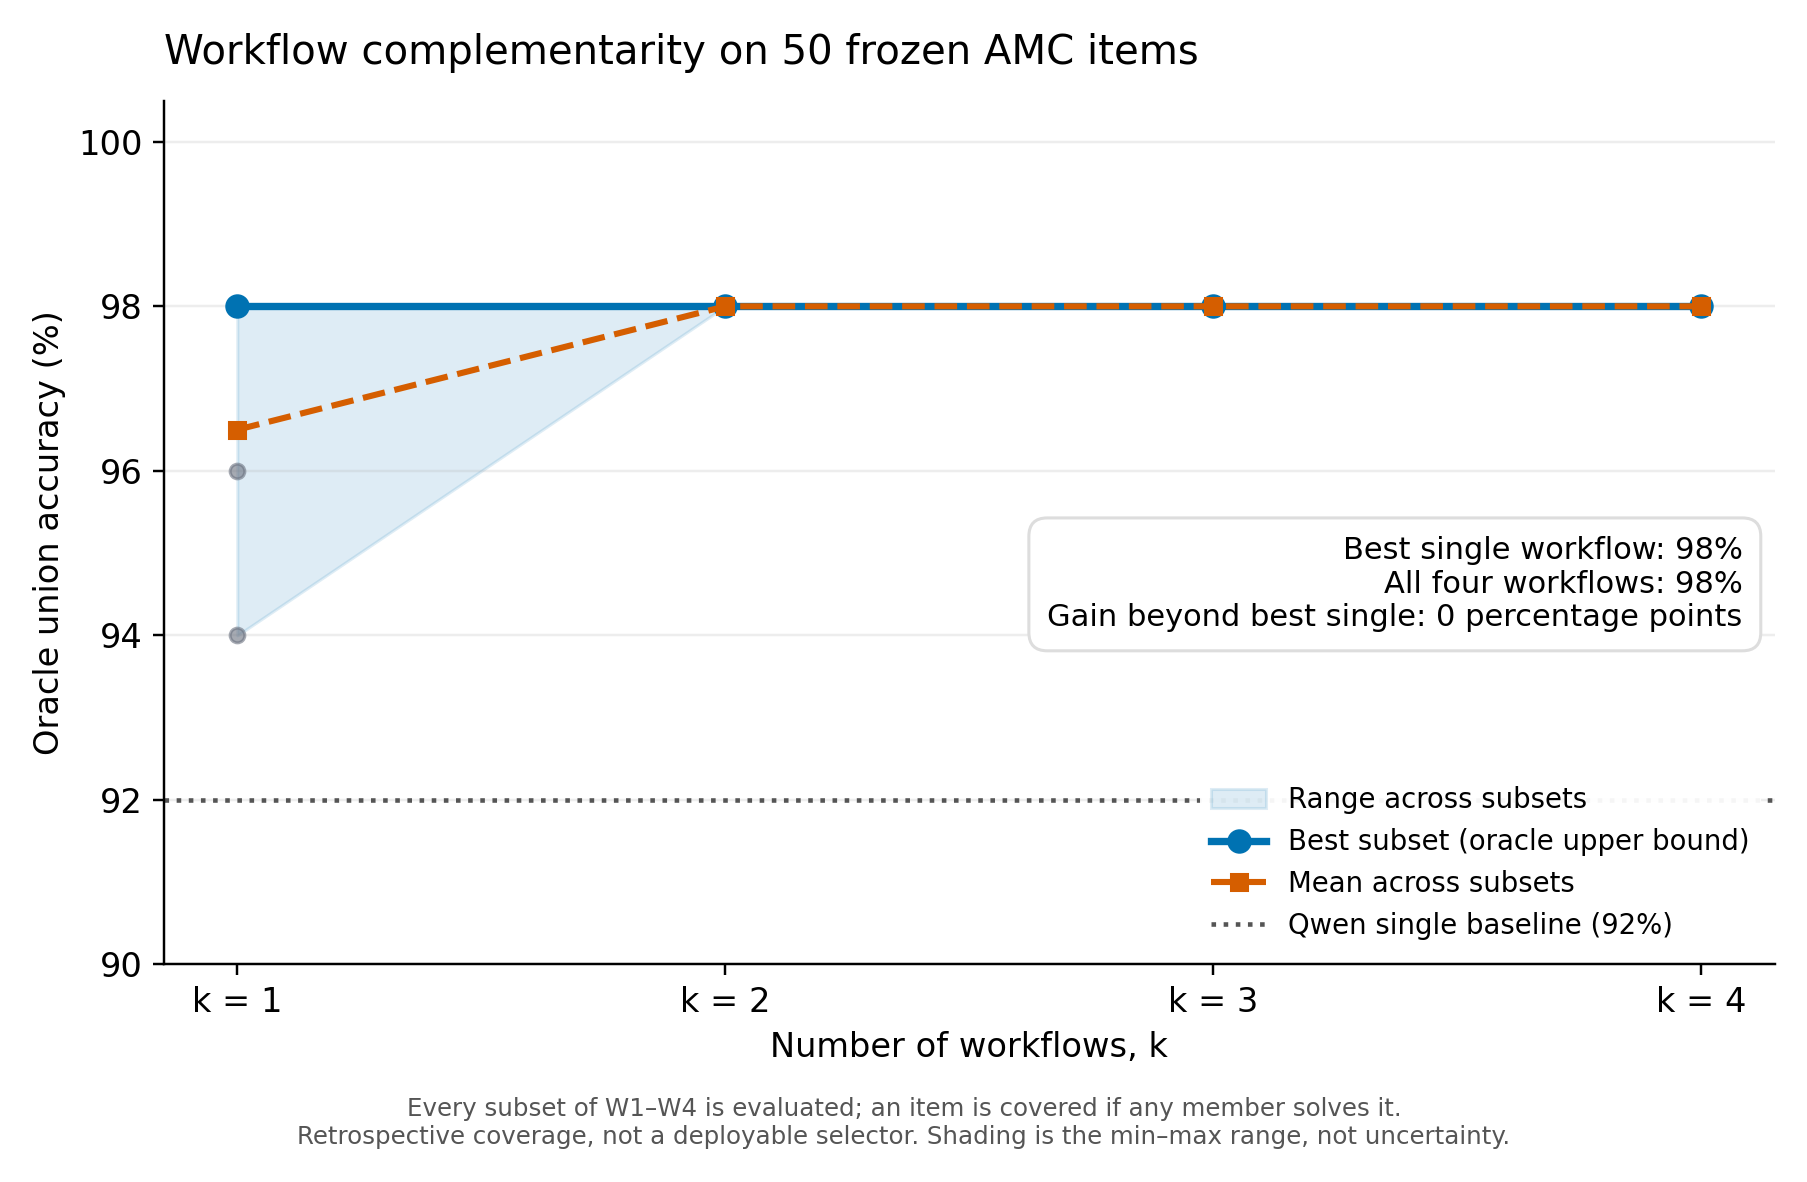 Workflow complementarity on 50 frozen AMC items
Oracle union accuracy (%)
100
98
96
94
92
90
Best single workflow: 98%
All four workflows: 98%
Gain beyond best single: 0 percentage points
Range across subsets
Best subset (oracle upper bound)
Mean across subsets
Qwen single baseline (92%)
k = 1
k = 2
k = 3
k = 4
Number of workflows, k
Every subset of W1–W4 is evaluated; an item is covered if any member solves it.
Retrospective coverage, not a deployable selector. Shading is the min–max range, not uncertainty.